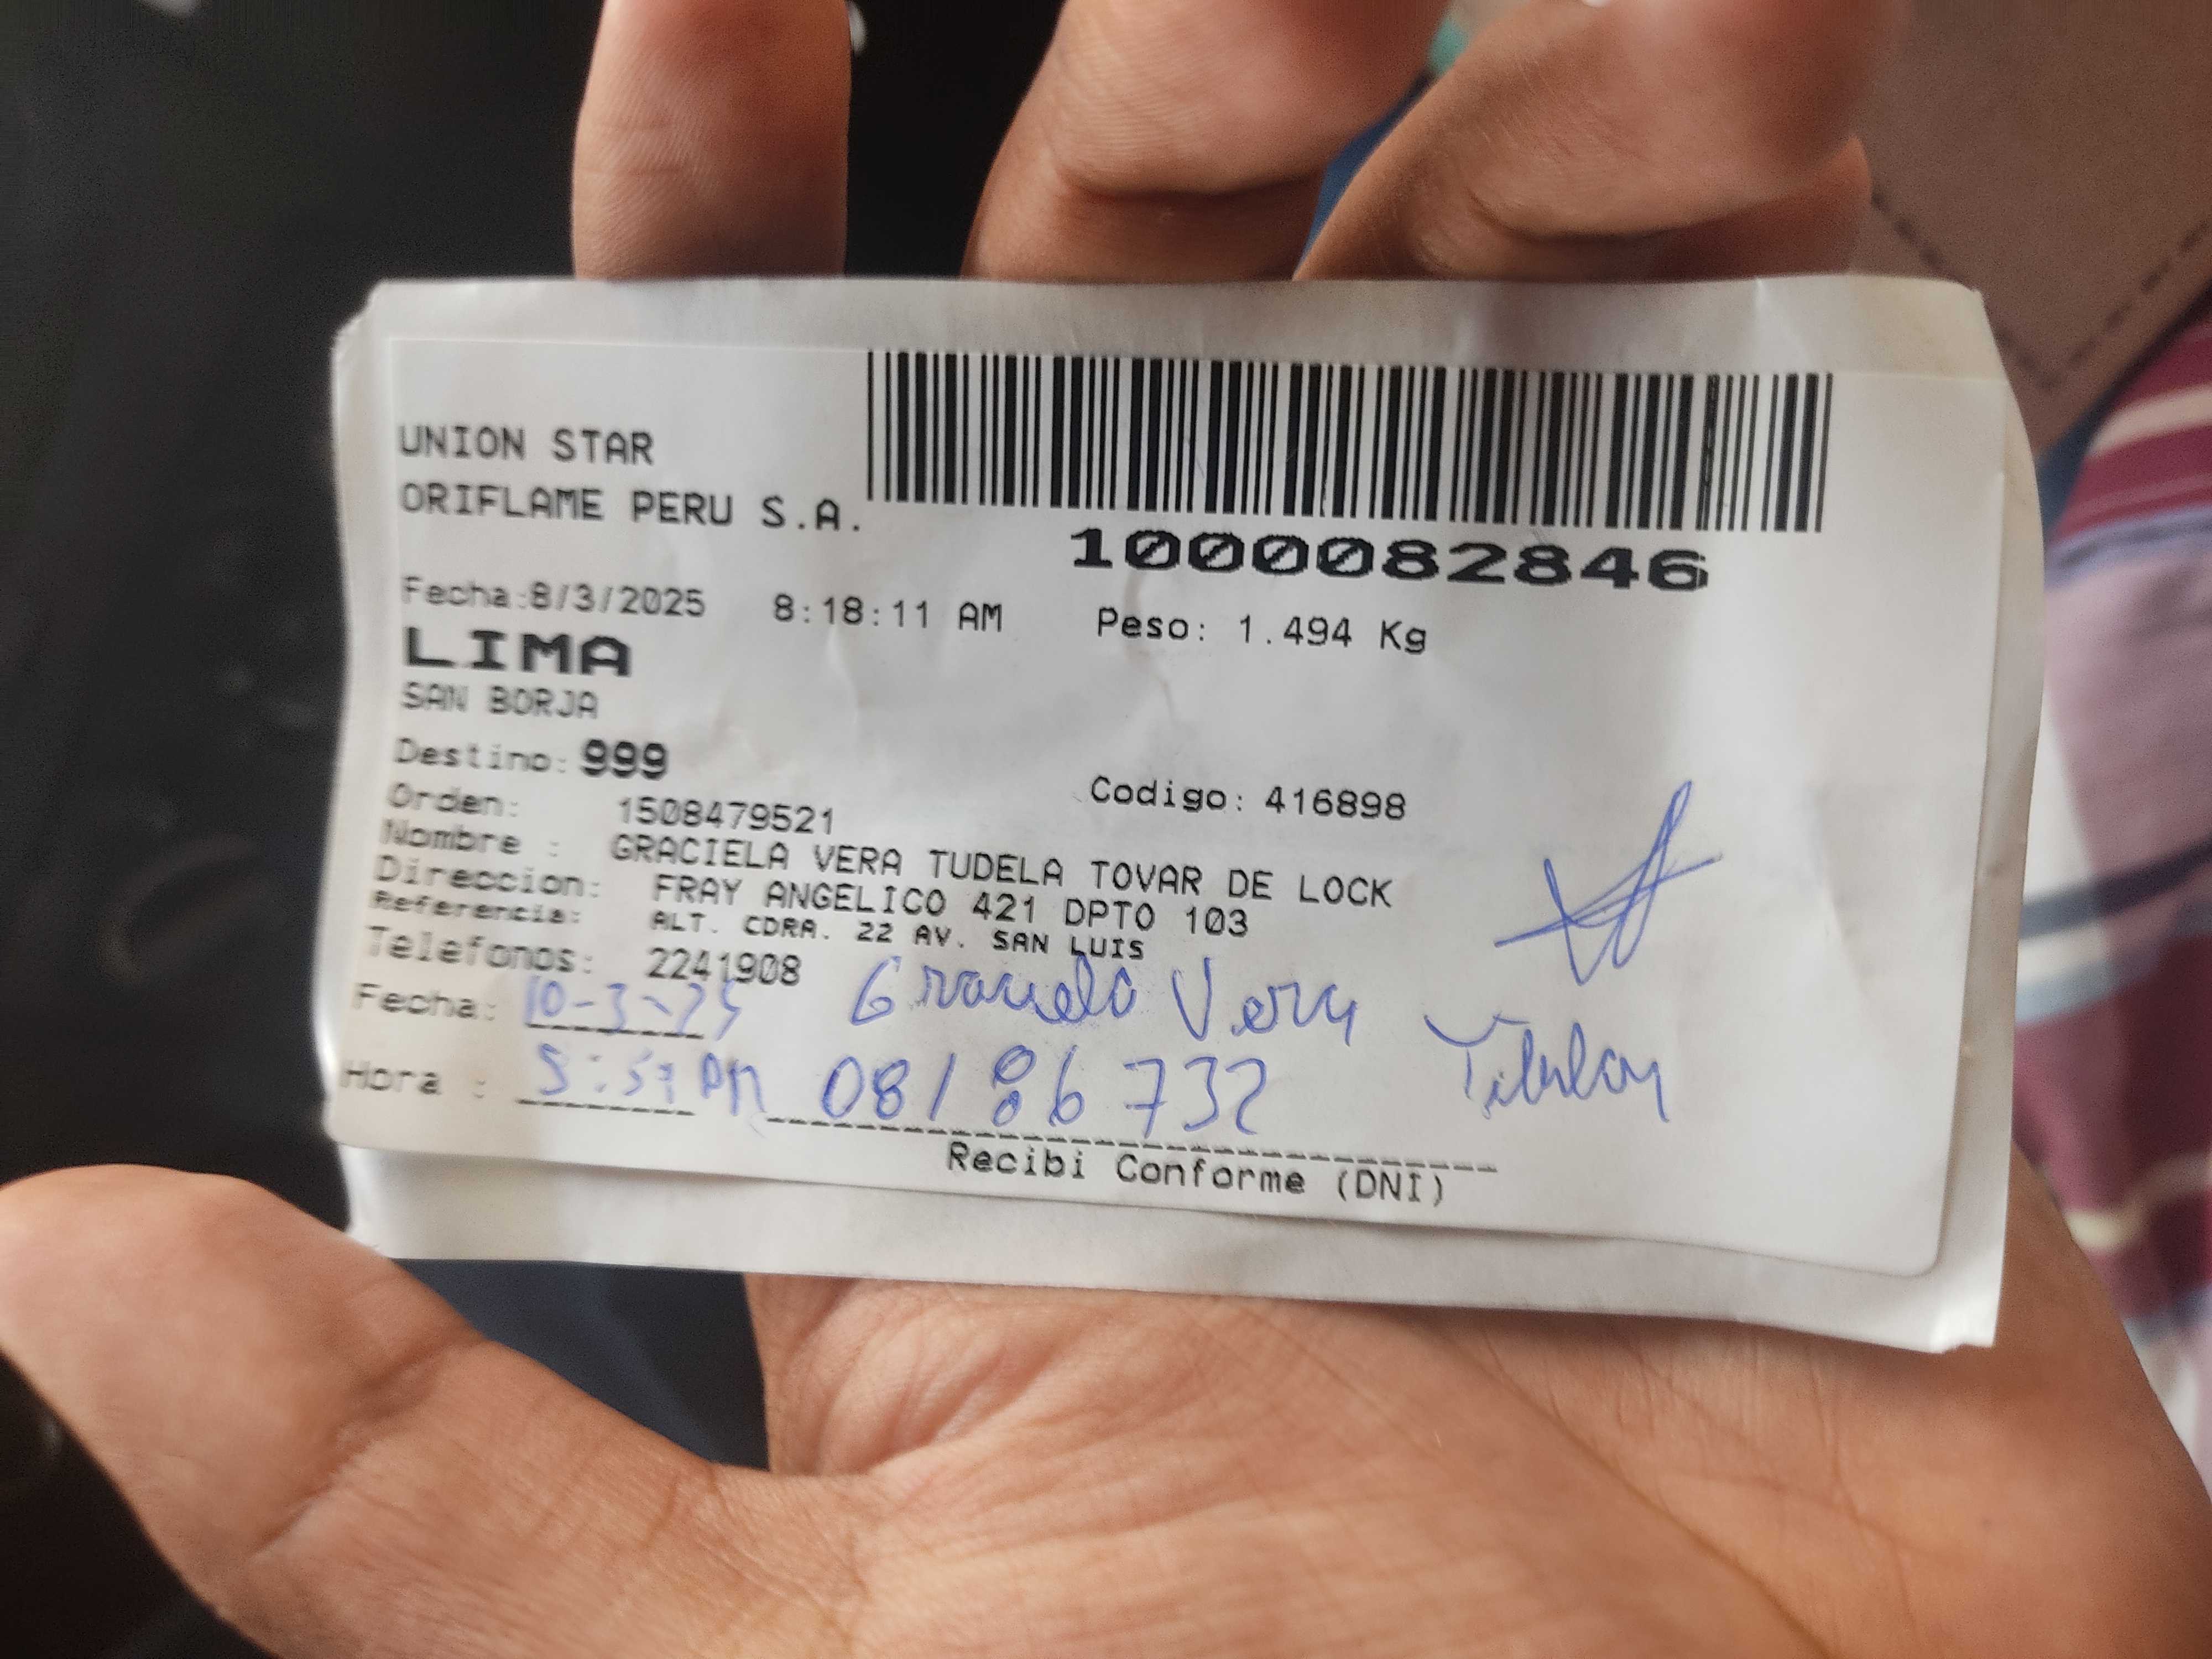 UNION STAR
ORIFLAME PERU S.A.
1000082846
Fecha:8/3/2025 8:18:11 AM Peso: 1.494 Kg
LIMA
SAN BORJA
Destino: 999
Codigo: 416898
Orden: 1508479521
Nombre : GRACIELA VERA TUDELA TOVAR DE LOCK
Direccion: FRAY ANGELICO 421 DPTO 103
Referencia: ALT. CDRA. 22 AV. SAN LUIS
Telefonos: 2241908
Graciela Vera
Fecha: 10-3-25
Titular
Hora : 08186732
Recibi Conforme (DNI)